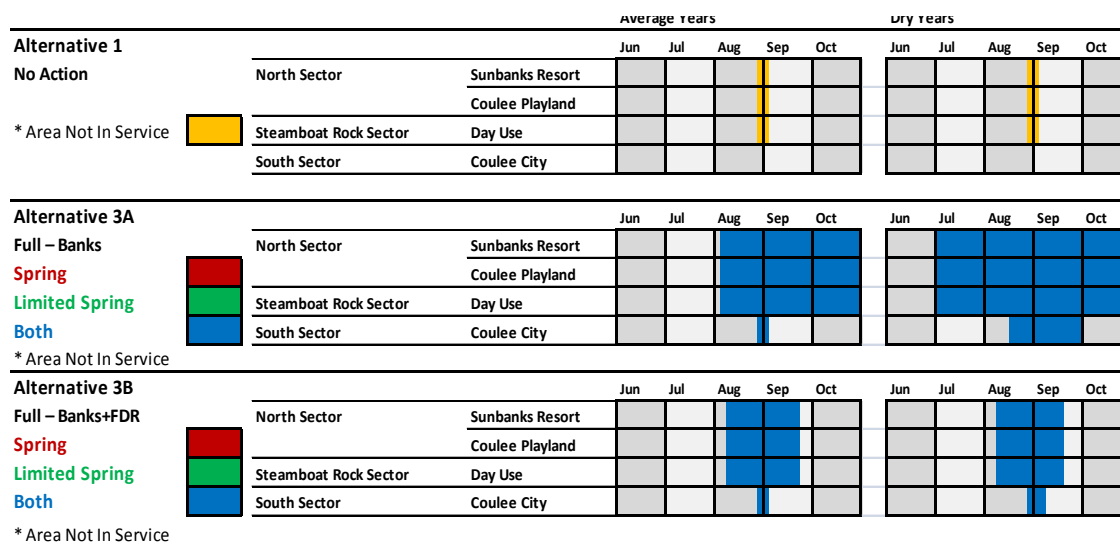 Average Years Dry Years
Alternative 1 Jun Jul Aug Sep Oct Jun Jul Aug Sep Oct
No Action North Sector Sunbanks Resort
Coulee Playland
* Area Not In Service Steamboat Rock Sector Day Use
South Sector Coulee City
Alternative 3A Jun Jul Aug Sep Oct Jun Jul Aug Sep Oct
Full – Banks North Sector Sunbanks Resort
Spring Coulee Playland
Limited Spring Steamboat Rock Sector Day Use
Both South Sector Coulee City
* Area Not In Service
Alternative 3B Jun Jul Aug Sep Oct Jun Jul Aug Sep Oct
Full – Banks+FDR North Sector Sunbanks Resort
Spring Coulee Playland
Limited Spring Steamboat Rock Sector Day Use
Both South Sector Coulee City
* Area Not In Service